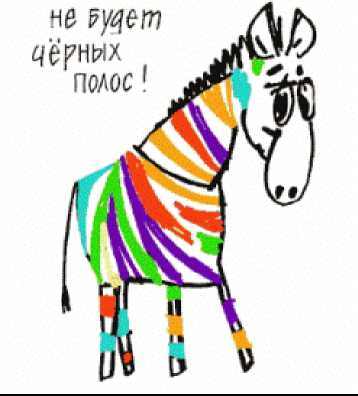 не будет
чёрных
полос!